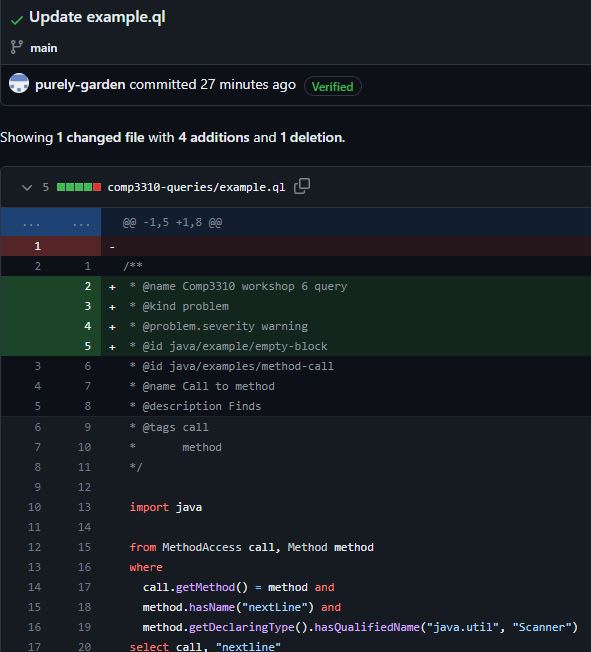 Update example.ql
main
purely-garden committed 27 minutes ago Verified
Showing 1 changed file with 4 additions and 1 deletion.
5 comp3310-queries/example.ql
... ... @@ -1,5 +1,8 @@
1 -
2 1 /**
2 + * @name Comp3310 workshop 6 query
3 + * @kind problem
4 + * @problem.severity warning
5 + * @id java/example/empty-block
3 6 * @id java/examples/method-call
4 7 * @name Call to method
5 8 * @description Finds
6 9 * @tags call
7 10 * method
8 11 */
9 12
10 13 import java
11 14
12 15 from MethodAccess call, Method method
13 16 where
14 17 call.getMethod() = method and
15 18 method.hasName("nextLine") and
16 19 method.getDeclaringType().hasQualifiedName("java.util", "Scanner")
17 20 select call, "nextline"